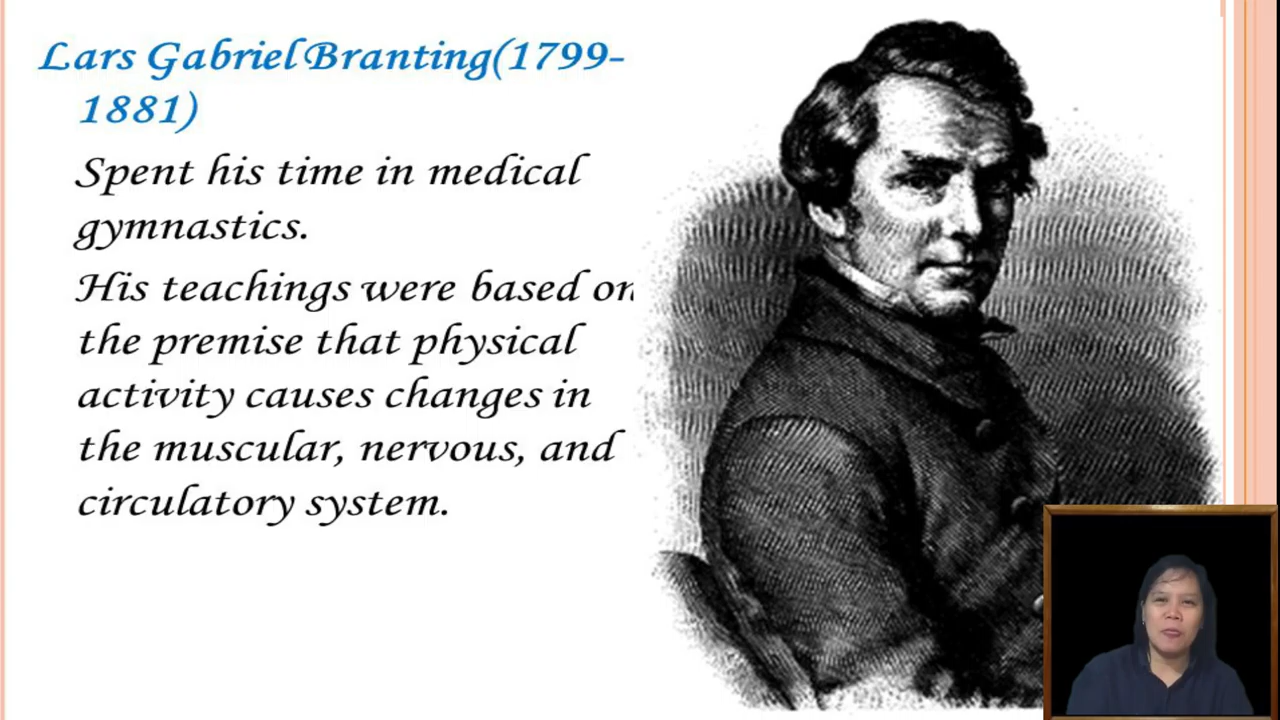 Lars Gabriel Branting(1799-
1881)
Spent his time in medical
gymnastics.
His teachings were based on
the premise that physical
activity causes changes in
the muscular, nervous, and
circulatory system.